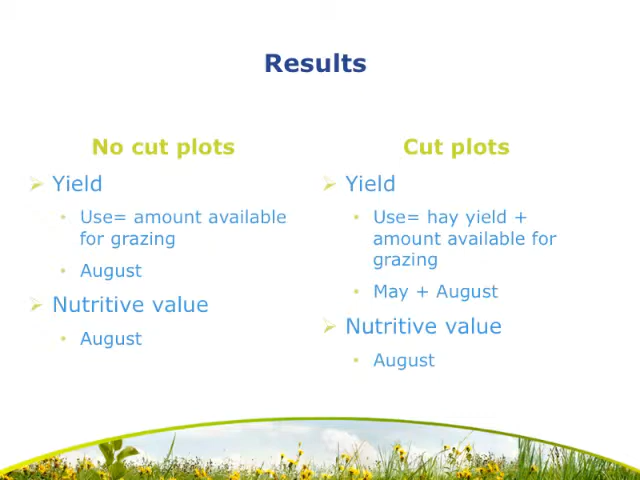 Results
No cut plots
Yield
Use= amount available
for grazing
August
Nutritive value
August
Cut plots
Yield
Use= hay yield +
amount available for
grazing
May + August
Nutritive value
August